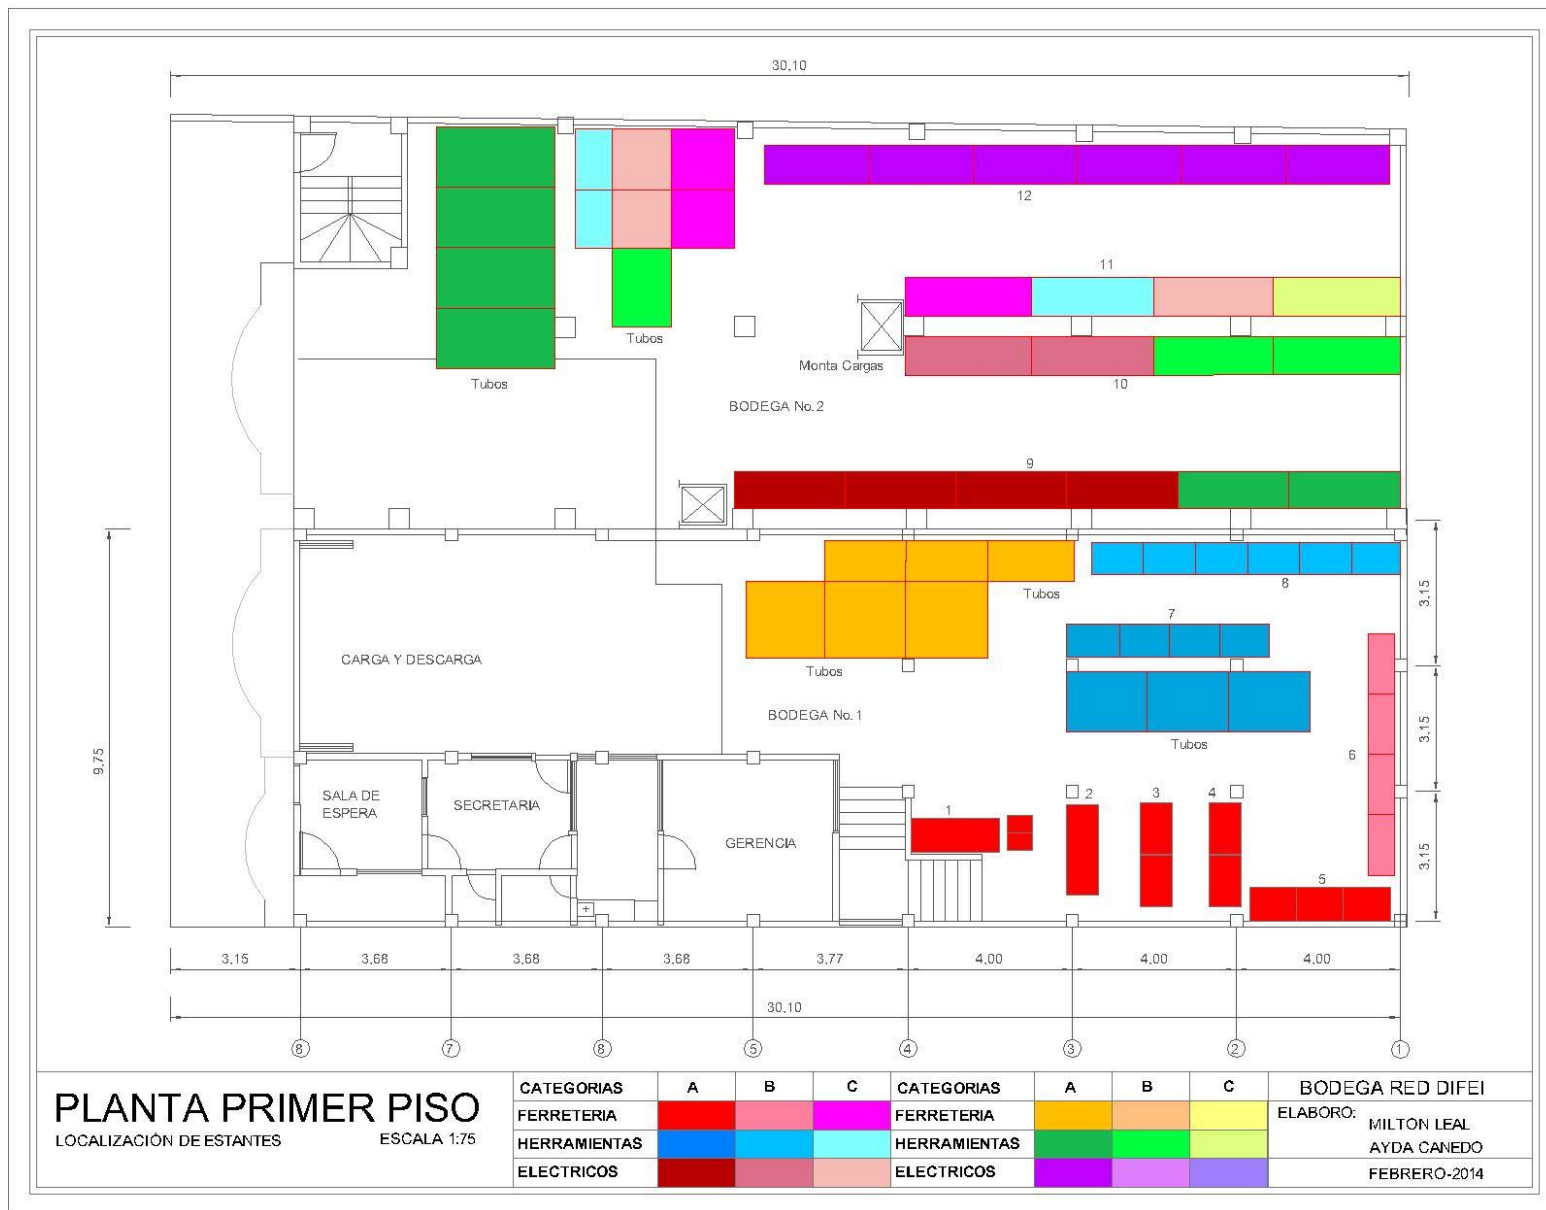 30,10
12
11
Tubos
Monta Cargas
Tubos
10
BODEGA No. 2
9
8
Tubos
3,15
7
CARGA Y DESCARGA
Tubos
BODEGA No. 1
3,15
Tubos
6
9,75
SALA DE
ESPERA
SECRETARIA
GERENCIA
1
2
3
4
3,15
5
3,15
3,68
3,68
3,68
3,77
4,00
4,00
4,00
30,10
8
7
6
5
4
3
2
1
PLANTA PRIMER PISO
LOCALIZACIÓN DE ESTANTES
ESCALA 1:75
CATEGORIAS A B C CATEGORIAS A B C
FERRETERIA FERRETERIA
HERRAMIENTAS HERRAMIENTAS
ELECTRICOS ELECTRICOS
BODEGA RED DIFEI
ELABORO:
MILTON LEAL
AYDA CANEDO
FEBRERO-2014